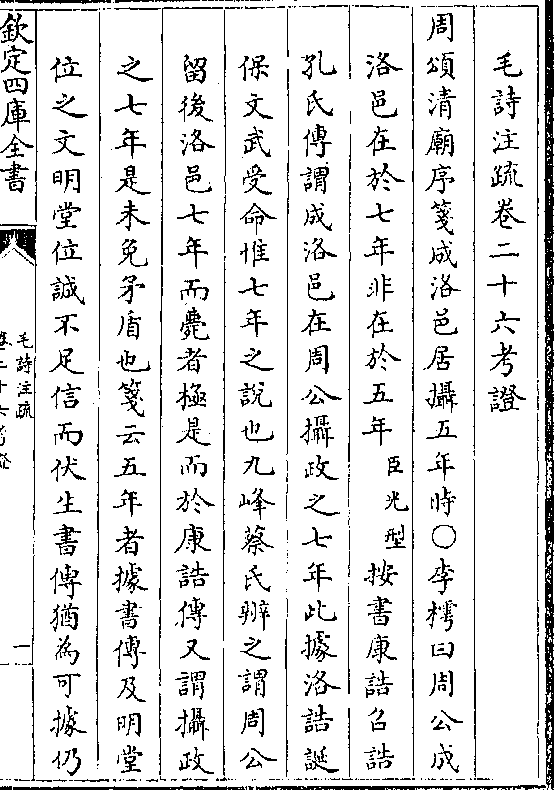 毛詩注疏卷二十六考證
周頌清廟序箋成洛邑居攝五年時○李樗曰周公成
洛邑在於七年非在於五年臣光型按書康誥召誥
孔氏傳謂成洛邑在周公攝政之七年此據洛誥誕
保文武受命惟七年之說也九峰蔡氏辨之謂周公
留後洛邑七年而薨者極是而於康誥傳又謂攝政
之七年是未免矛盾也箋云五年者據書傳及明堂
位之文明堂位誠不足信而伏生書傳猶為可據仍
欽定四庫全書
毛詩注疏
卷二十六考證
一